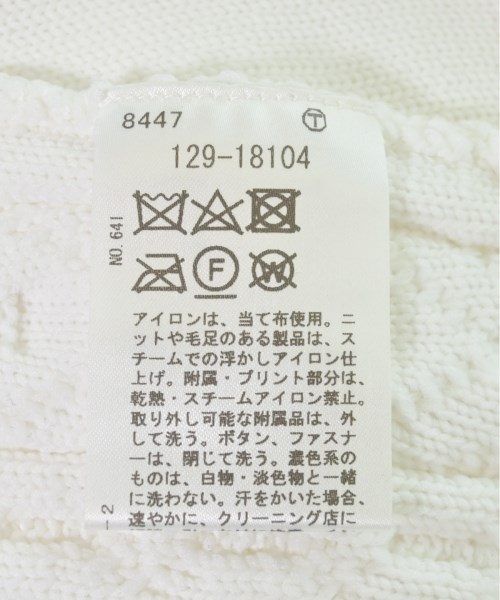 8447 Ⓣ
129-18104
NO. 641
F W
アイロンは、当て布使用。ニ
ットや毛足のある製品は、ス
チームでの浮かしアイロン仕
上げ。附属・プリント部分は、
乾熱・スチームアイロン禁止。
取り外し可能な附属品は、外
して洗う。ボタン、ファスナ
ーは、閉じて洗う。濃色系の
ものは、白物・淡色物と一緒
に洗わない。汗をかいた場合、
速やかに、クリーニング店に
-2